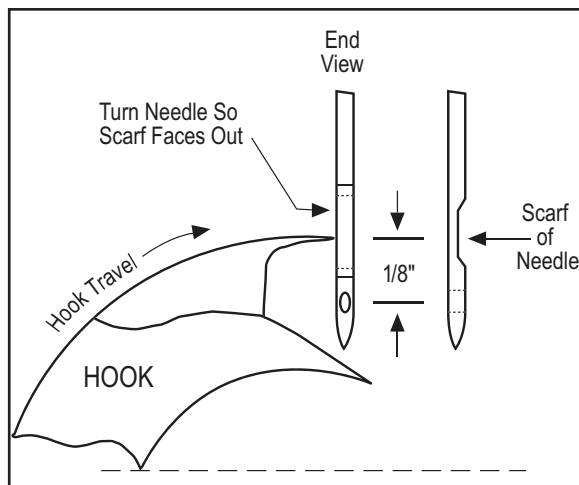 End
View
Turn Needle So
Scarf Faces Out
Hook Travel
1/8"
Scarf
of
Needle
HOOK